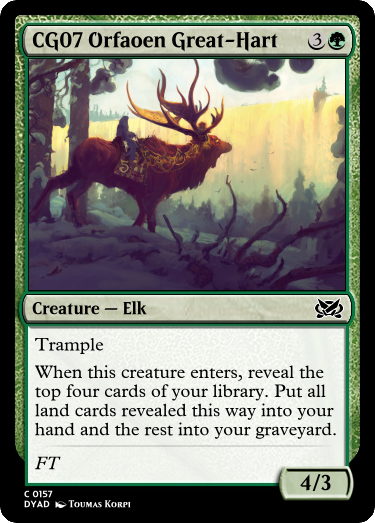 CG07 Orfaoen Great-Hart 3
Creature — Elk
Trample
When this creature enters, reveal the
top four cards of your library. Put all
land cards revealed this way into your
hand and the rest into your graveyard.
FT
4/3
C 0157
DYAD Toumas Korpi